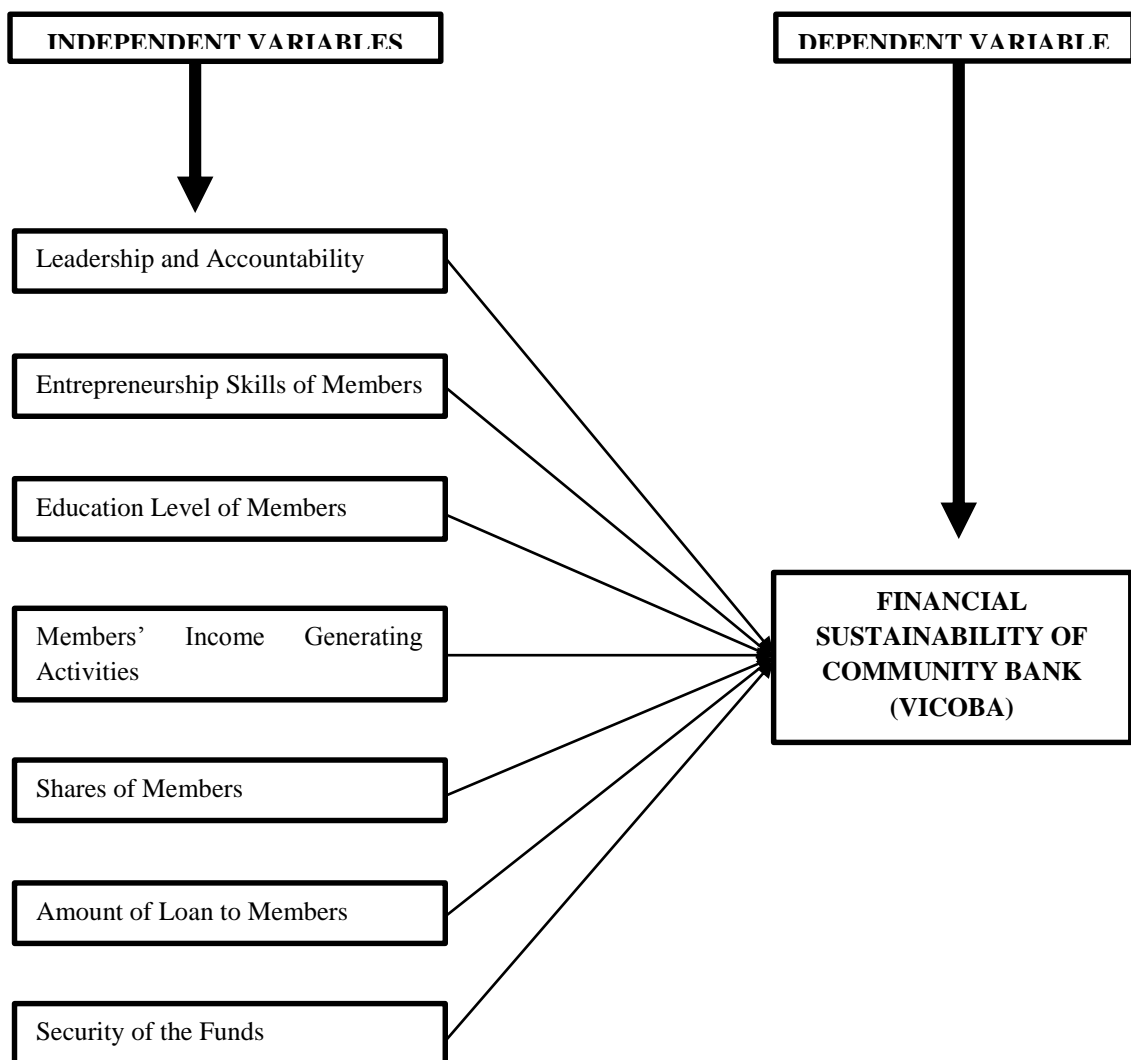 INDEPENDENT VARIABLES
DEPENDENT VARIABLE
Leadership and Accountability
Entrepreneurship Skills of Members
Education Level of Members
Members’ Income Generating
Activities
Shares of Members
Amount of Loan to Members
Security of the Funds
FINANCIAL
SUSTAINABILITY OF
COMMUNITY BANK
(VICOBA)